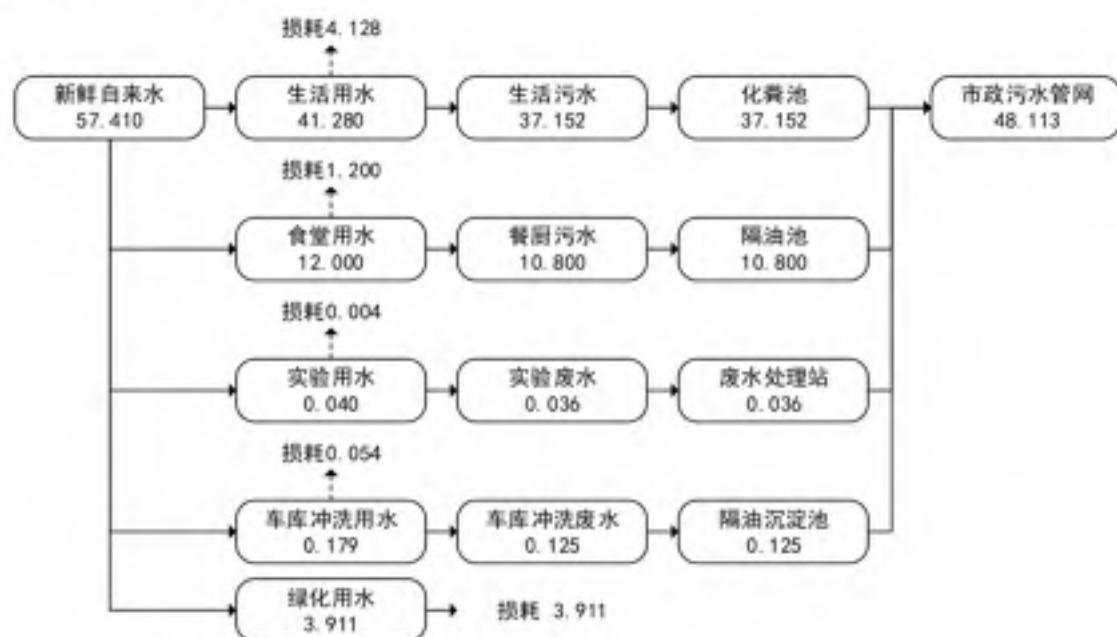 损耗4.128
新鲜自来水
57.410
生活用水
41.280
生活污水
37.152
化粪池
37.152
市政污水管网
48.113
损耗1.200
食堂用水
12.000
餐厨污水
10.800
隔油池
10.800
损耗0.004
实验用水
0.040
实验废水
0.036
废水处理站
0.036
损耗0.054
车库冲洗用水
0.179
车库冲洗废水
0.125
隔油沉淀池
0.125
绿化用水
3.911
损耗 3.911